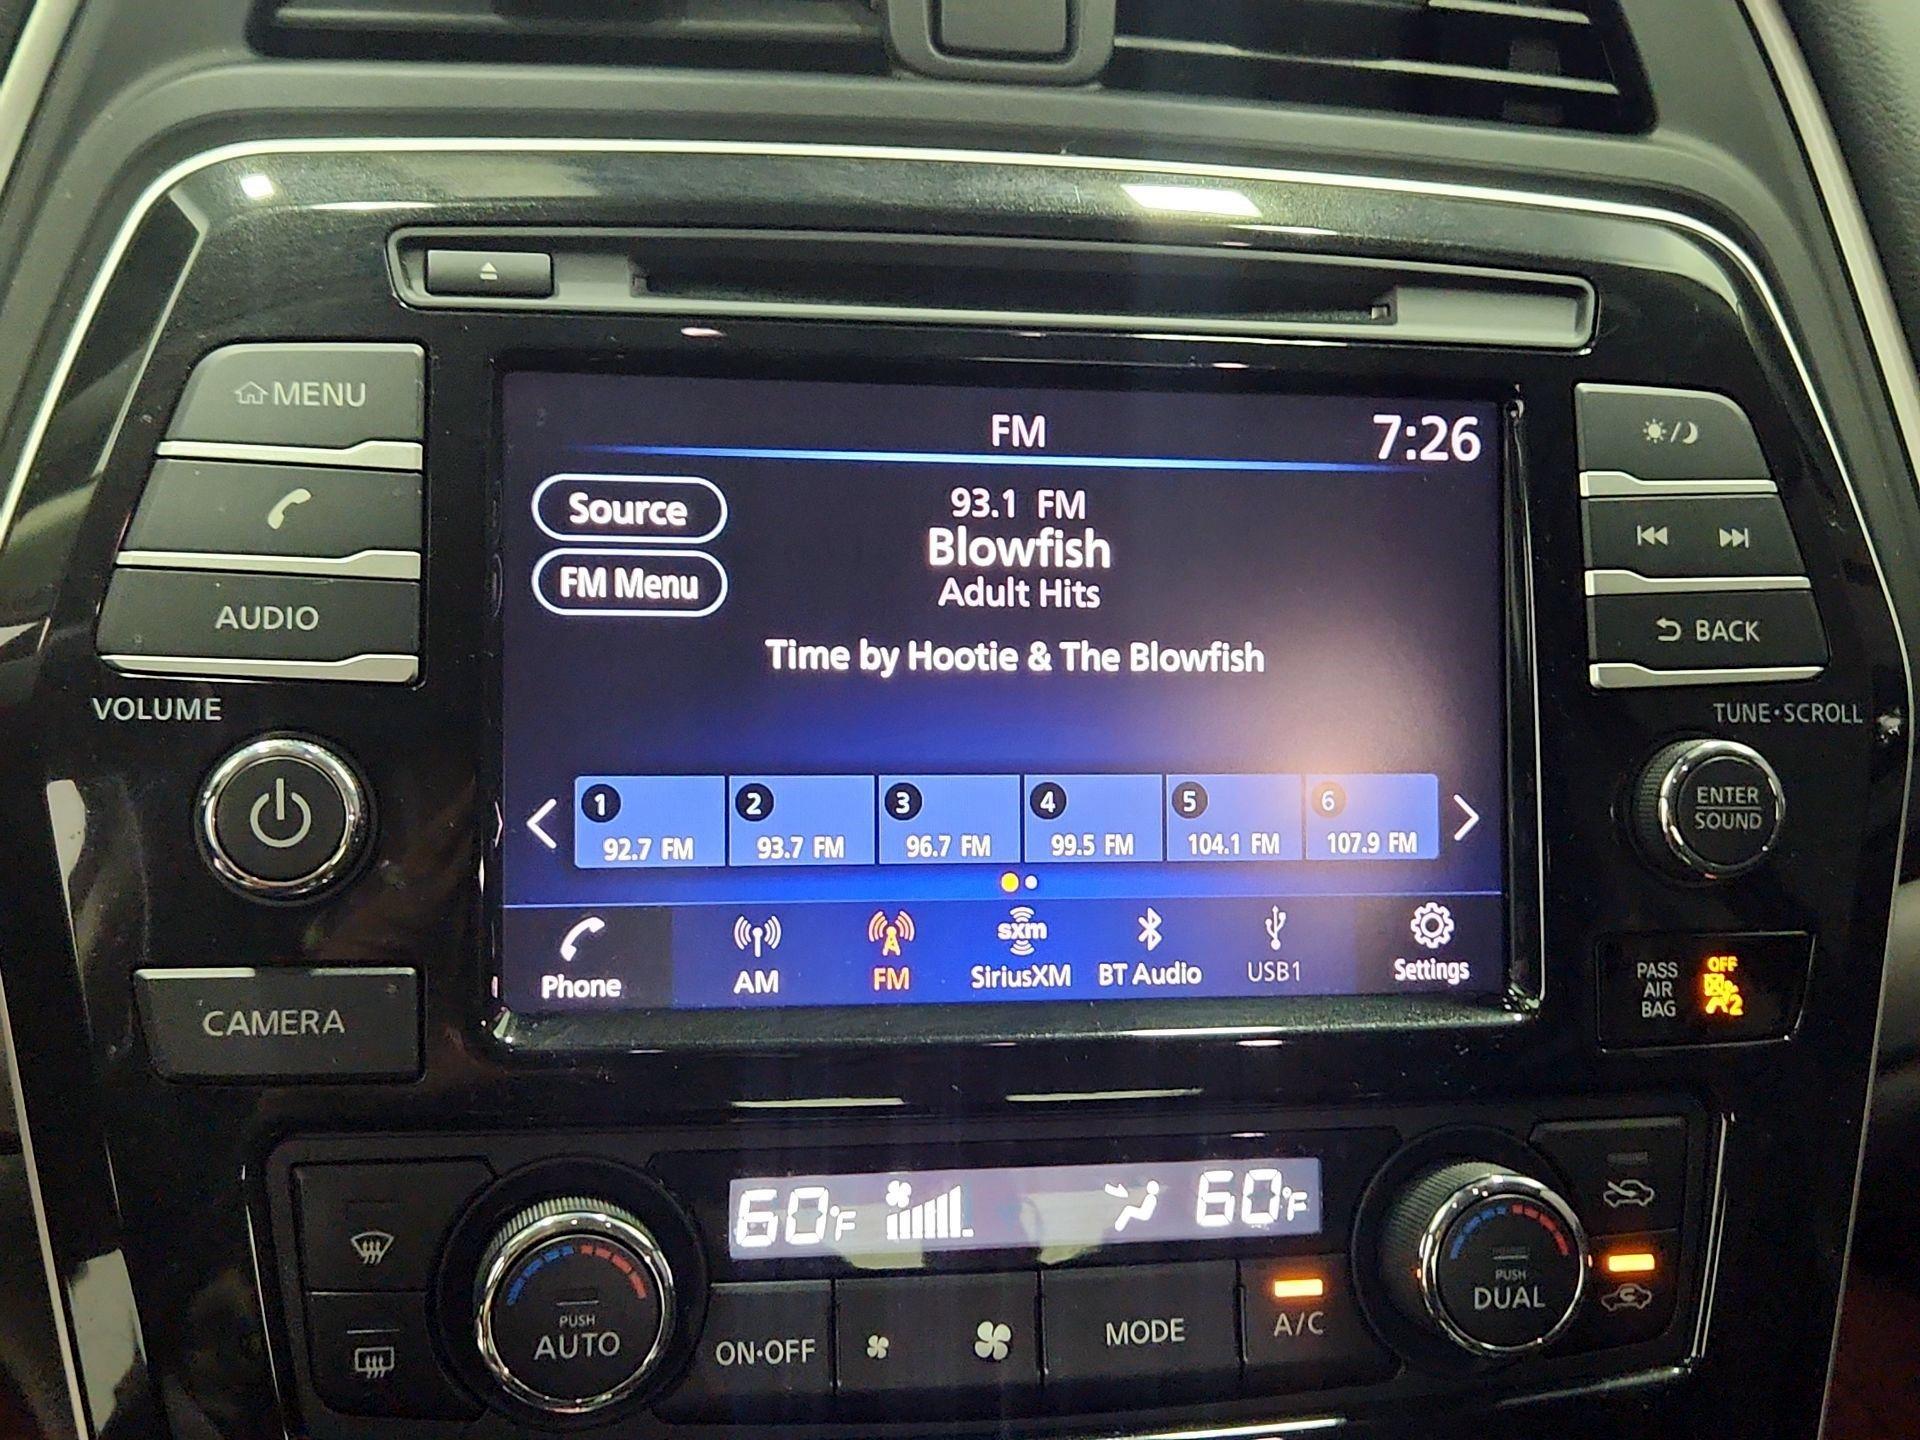 MENU
AUDIO
VOLUME
CAMERA
FM
7:26
Source
93.1 FM
Blowfish
FM Menu
Adult Hits
Time by Hootie & The Blowfish
1
2
3
4
5
6
92.7 FM
93.7 FM
96.7 FM
99.5 FM
104.1 FM
107.9 FM
Phone
AM
FM
sxm
SiriusXM
BT Audio
USB1
Settings
BACK
TUNE·SCROLL
ENTER
SOUND
PASS
AIR
BAG
OFF
2
60°F
60°F
PUSH
AUTO
ON·OFF
MODE
A/C
PUSH
DUAL